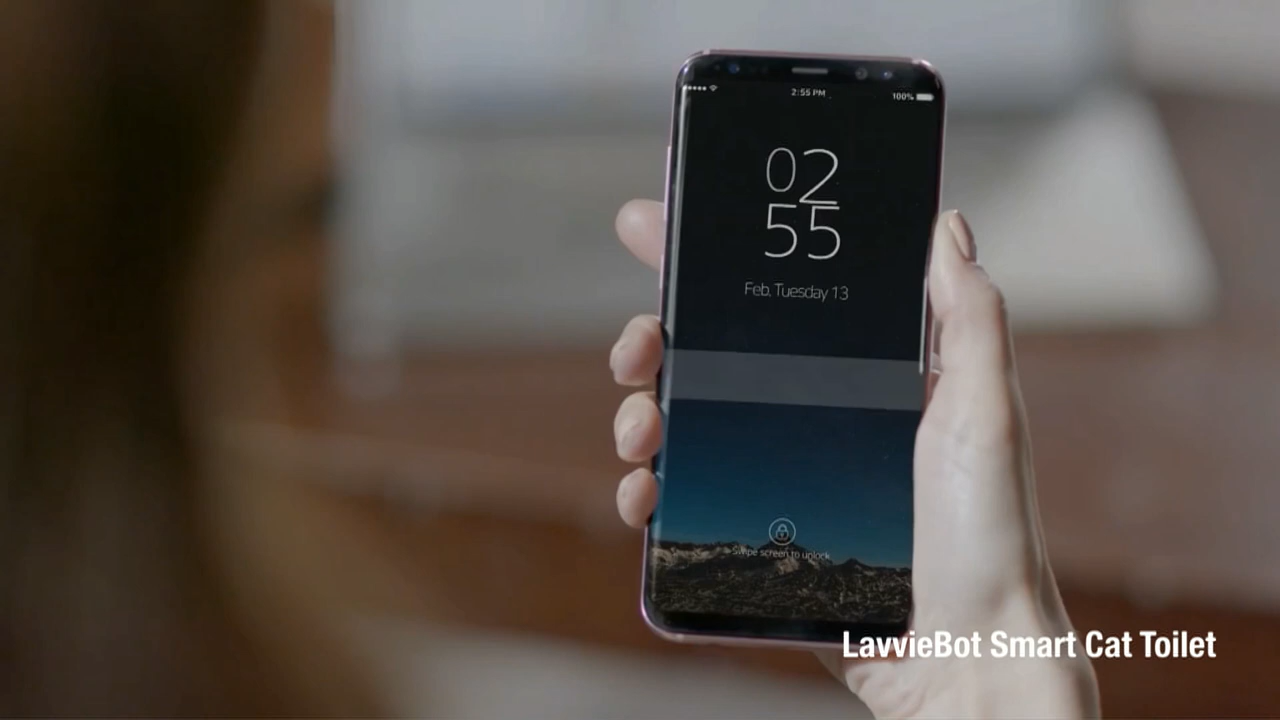 2:55 PM
100%
02
55
Feb, Tuesday 13
Swipe screen to unlock
LavvieBot Smart Cat Toilet